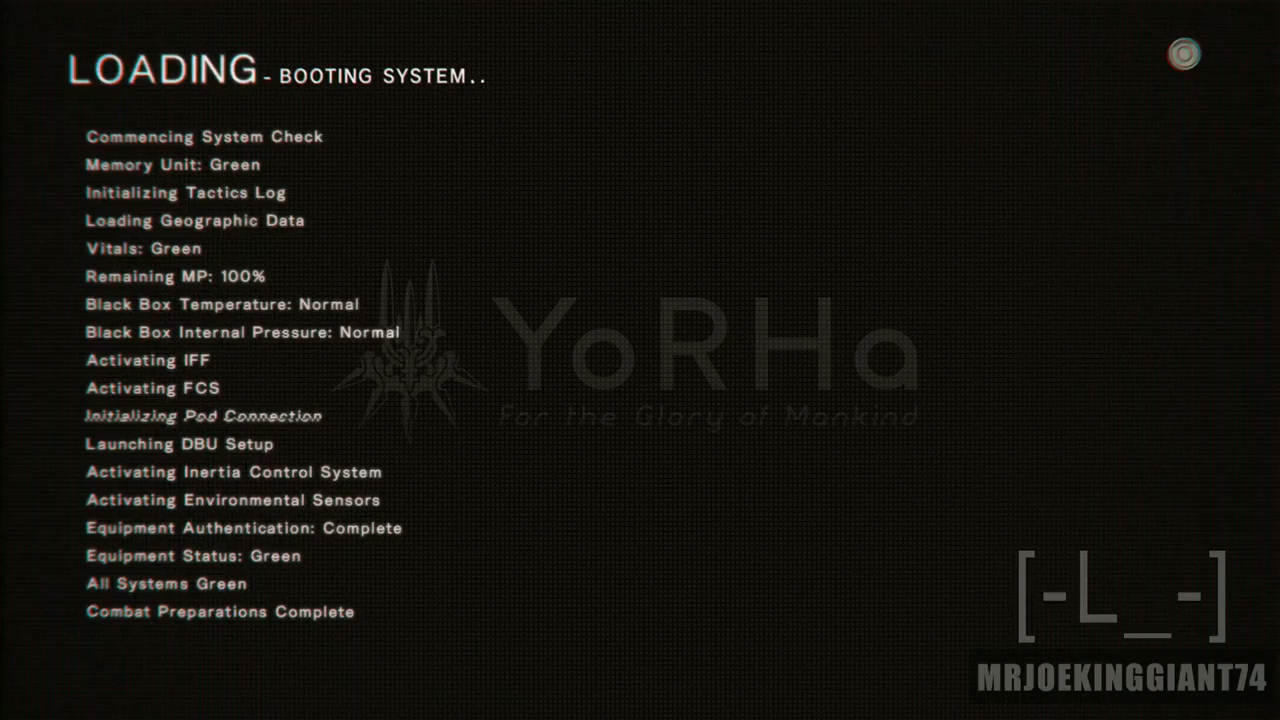 LOADING - BOOTING SYSTEM..
Commencing System Check
Memory Unit: Green
Initializing Tactics Log
Loading Geographic Data
Vitals: Green
Remaining MP: 100%
Black Box Temperature: Normal
Black Box Internal Pressure: Normal
Activating IFF
Activating FCS
Initializing Pod Connection
Launching DBU Setup
Activating Inertia Control System
Activating Environmental Sensors
Equipment Authentication: Complete
Equipment Status: Green
All Systems Green
Combat Preparations Complete
YoRHa
For the Glory of Mankind
[-L_-]
MRJOEKINGGIANT74